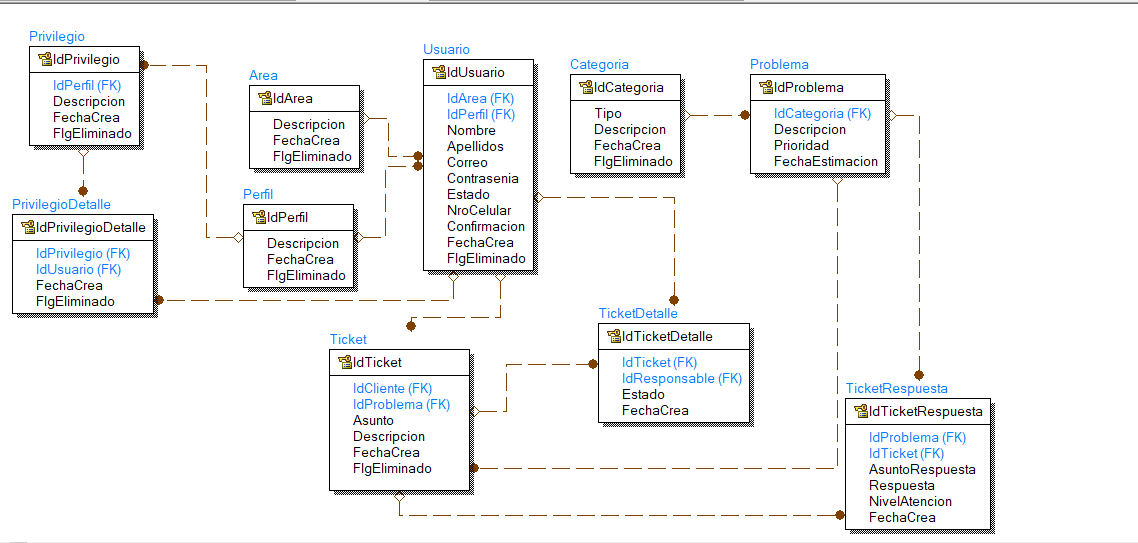 Privilegio
IdPrivilegio
IdPerfil (FK)
Descripcion
FechaCrea
FlgEliminado
Area
IdArea
Descripcion
FechaCrea
FlgEliminado
Usuario
IdUsuario
IdArea (FK)
IdPerfil (FK)
Nombre
Apellidos
Correo
Contrasenia
Estado
NroCelular
Confirmacion
FechaCrea
FlgEliminado
Categoria
IdCategoria
Tipo
Descripcion
FechaCrea
FlgEliminado
Problema
IdProblema
IdCategoria (FK)
Descripcion
Prioridad
FechaEstimacion
PrivilegioDetalle
IdPrivilegioDetalle
IdPrivilegio (FK)
IdUsuario (FK)
FechaCrea
FlgEliminado
Perfil
IdPerfil
Descripcion
FechaCrea
FlgEliminado
Ticket
IdTicket
IdCliente (FK)
IdProblema (FK)
Asunto
Descripcion
FechaCrea
FlgEliminado
TicketDetalle
IdTicketDetalle
IdTicket (FK)
IdResponsable (FK)
Estado
FechaCrea
TicketRespuesta
IdTicketRespuesta
IdProblema (FK)
IdTicket (FK)
AsuntoRespuesta
Respuesta
NivelAtencion
FechaCrea